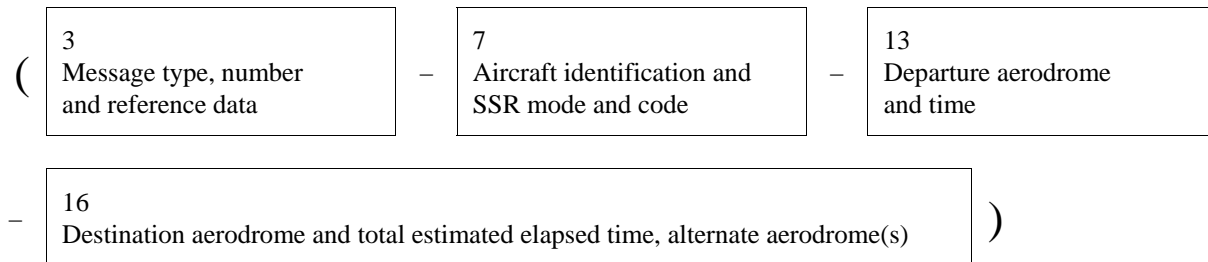 ( 3 7 13
Message type, number – Aircraft identification and – Departure aerodrome
and reference data SSR mode and code and time
– 16
Destination aerodrome and total estimated elapsed time, alternate aerodrome(s) )